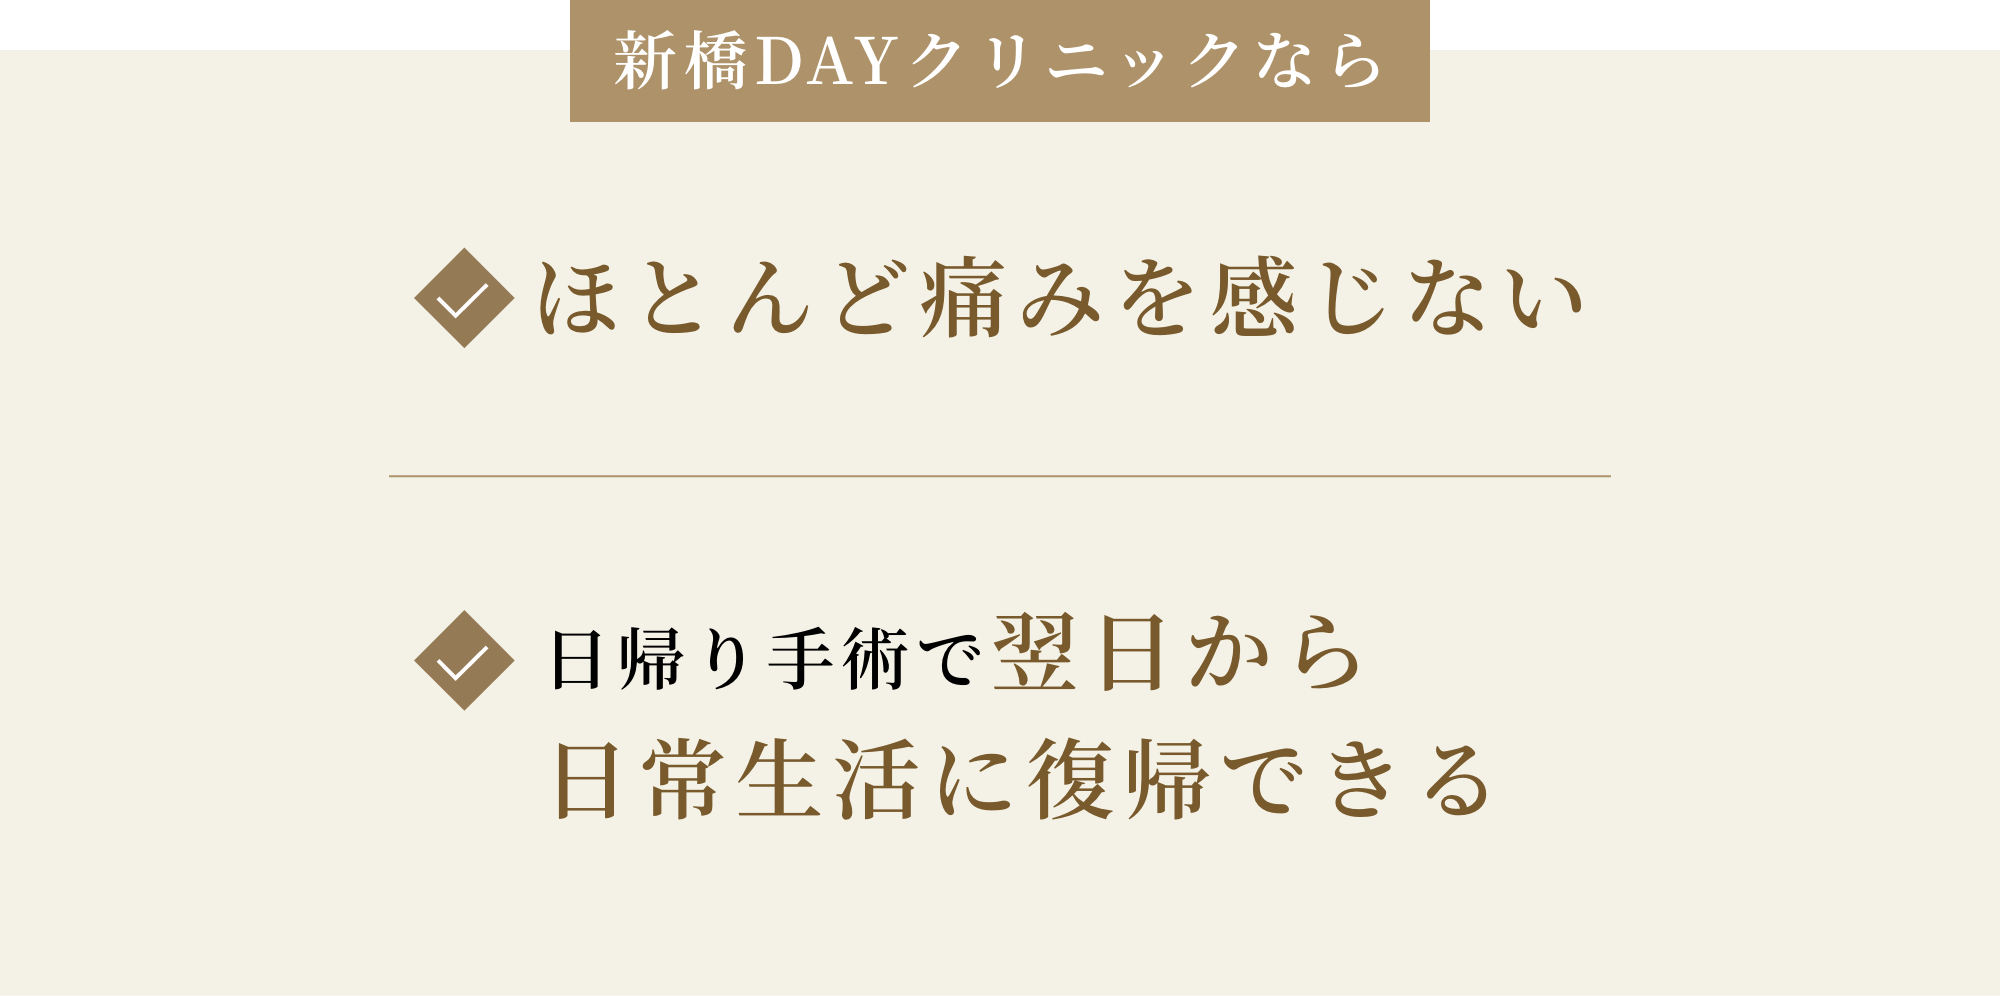 新橋DAYクリニックなら
ほとんど痛みを感じない
日帰り手術で翌日から
日常生活に復帰できる